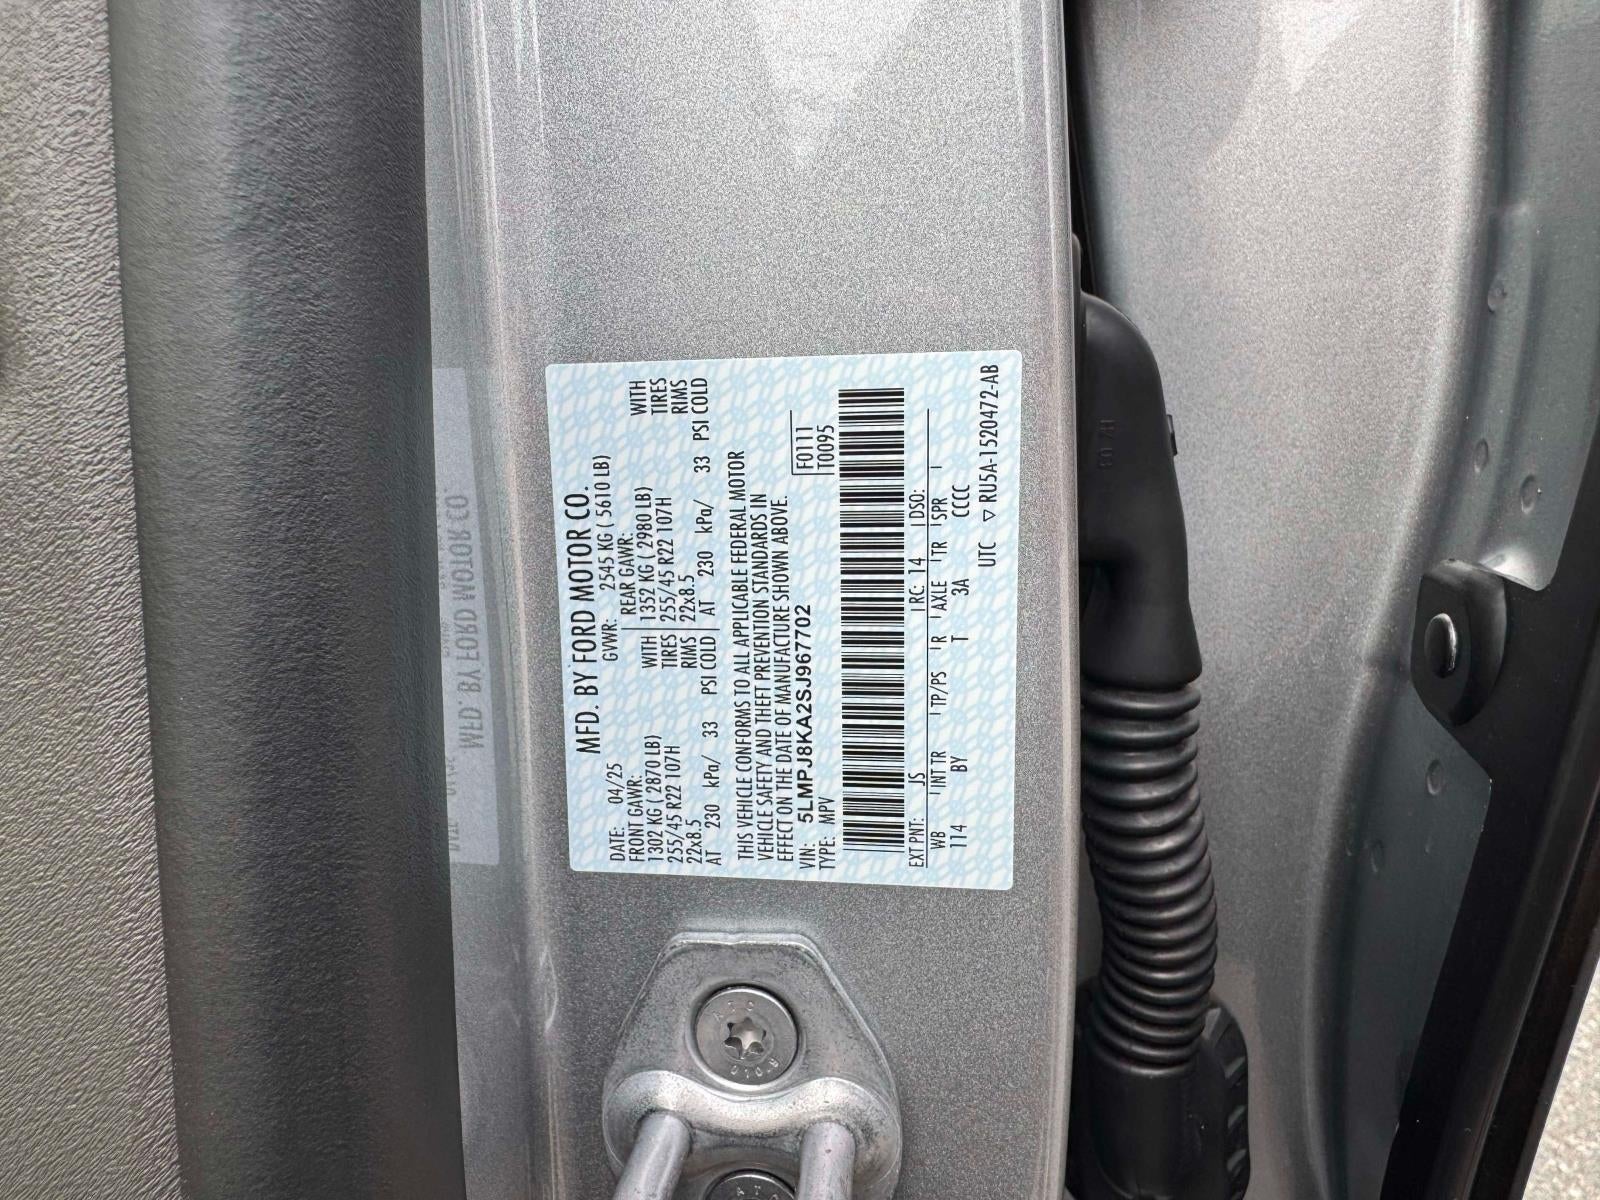 MFD. BY FORD MOTOR CO.
DATE: 04/25 GVWR: 2545 KG ( 5610 LB)
FRONT GAWR: REAR GAWR:
1302 KG ( 2870 LB) WITH 1352 KG ( 2980 LB) WITH
255/45 R22 107H TIRES 255/45 R22 107H TIRES
22x8.5 RIMS 22x8.5 RIMS
AT 230 kPa/ 33 PSI COLD AT 230 kPa/ 33 PSI COLD
THIS VEHICLE CONFORMS TO ALL APPLICABLE FEDERAL MOTOR
VEHICLE SAFETY AND THEFT PREVENTION STANDARDS IN
EFFECT ON THE DATE OF MANUFACTURE SHOWN ABOVE.
VIN: 5LMPJ8KA2SJ967702 F0111
TYPE: MPV T0095
EXT PNT: JS RC: 14 DSO:
WB INT TR TP/PS R AXLE TR SPR
114 BY T 3A CCCC
UTC ▽ RU5A-1520472-AB
MFD. BY FORD MOTOR CO.
10.9